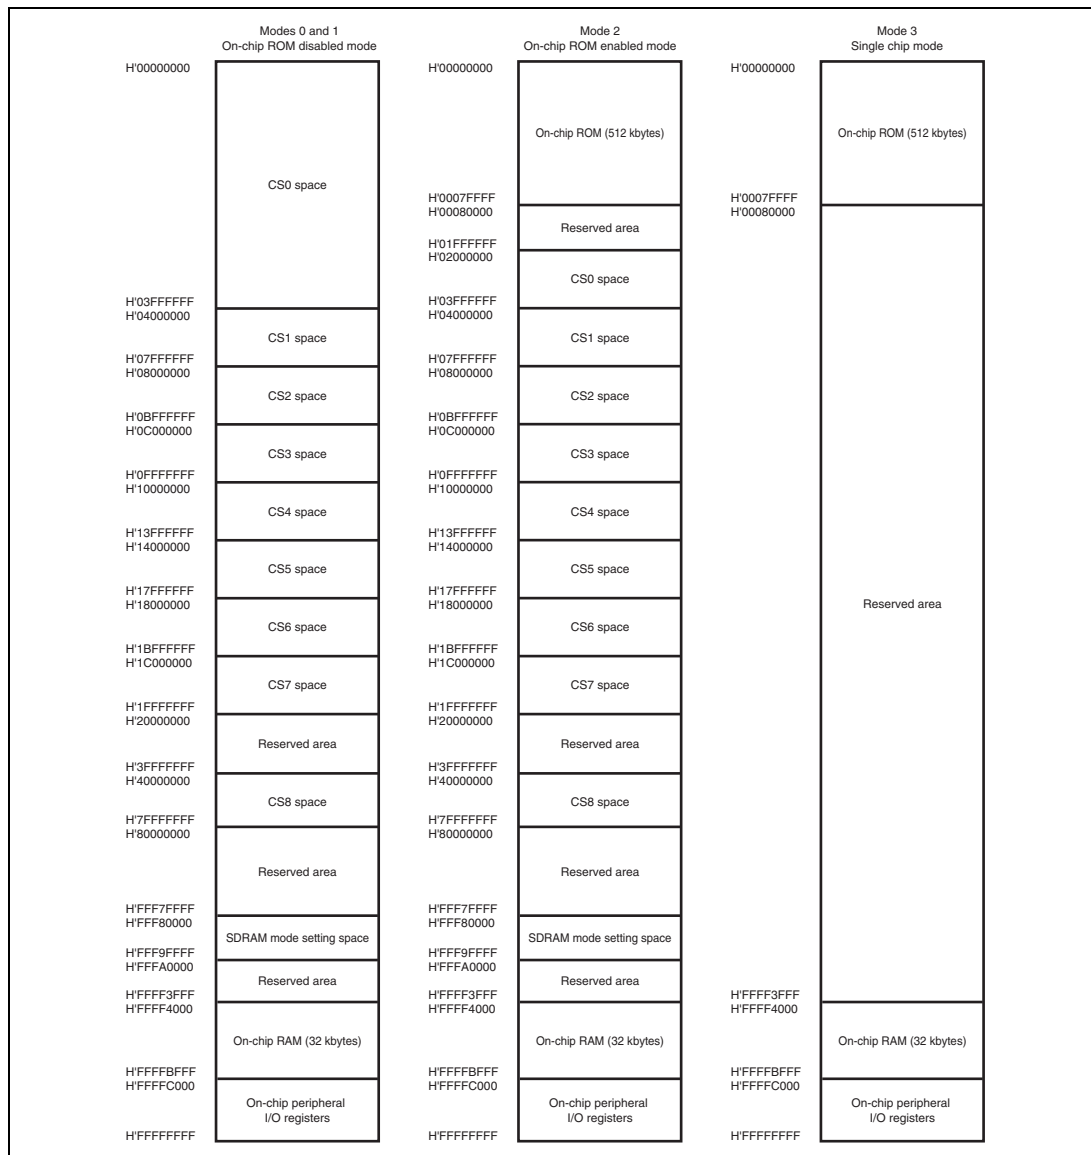 Modes 0 and 1
On-chip ROM disabled mode
H'00000000
CS0 space
H'03FFFFFF
H'04000000
CS1 space
H'07FFFFFF
H'08000000
CS2 space
H'0BFFFFFF
H'0C000000
CS3 space
H'0FFFFFFF
H'10000000
CS4 space
H'13FFFFFF
H'14000000
CS5 space
H'17FFFFFF
H'18000000
CS6 space
H'1BFFFFFF
H'1C000000
CS7 space
H'1FFFFFFF
H'20000000
Reserved area
H'3FFFFFFF
H'40000000
CS8 space
H'7FFFFFFF
H'80000000
Reserved area
H'FFF7FFFF
H'FFF80000
SDRAM mode setting space
H'FFF9FFFF
H'FFFA0000
Reserved area
H'FFFF3FFF
H'FFFF4000
On-chip RAM (32 kbytes)
H'FFFFBFFF
H'FFFFC000
On-chip peripheral
I/O registers
H'FFFFFFFF
Mode 2
On-chip ROM enabled mode
H'00000000
On-chip ROM (512 kbytes)
H'0007FFFF
H'00080000
Reserved area
H'01FFFFFF
H'02000000
CS0 space
H'03FFFFFF
H'04000000
CS1 space
H'07FFFFFF
H'08000000
CS2 space
H'0BFFFFFF
H'0C000000
CS3 space
H'0FFFFFFF
H'10000000
CS4 space
H'13FFFFFF
H'14000000
CS5 space
H'17FFFFFF
H'18000000
CS6 space
H'1BFFFFFF
H'1C000000
CS7 space
H'1FFFFFFF
H'20000000
Reserved area
H'3FFFFFFF
H'40000000
CS8 space
H'7FFFFFFF
H'80000000
Reserved area
H'FFF7FFFF
H'FFF80000
SDRAM mode setting space
H'FFF9FFFF
H'FFFA0000
Reserved area
H'FFFF3FFF
H'FFFF4000
On-chip RAM (32 kbytes)
H'FFFFBFFF
H'FFFFC000
On-chip peripheral
I/O registers
H'FFFFFFFF
Mode 3
Single chip mode
H'00000000
On-chip ROM (512 kbytes)
H'0007FFFF
H'00080000
Reserved area
H'FFFF3FFF
H'FFFF4000
On-chip RAM (32 kbytes)
H'FFFFBFFF
H'FFFFC000
On-chip peripheral
I/O registers
H'FFFFFFFF